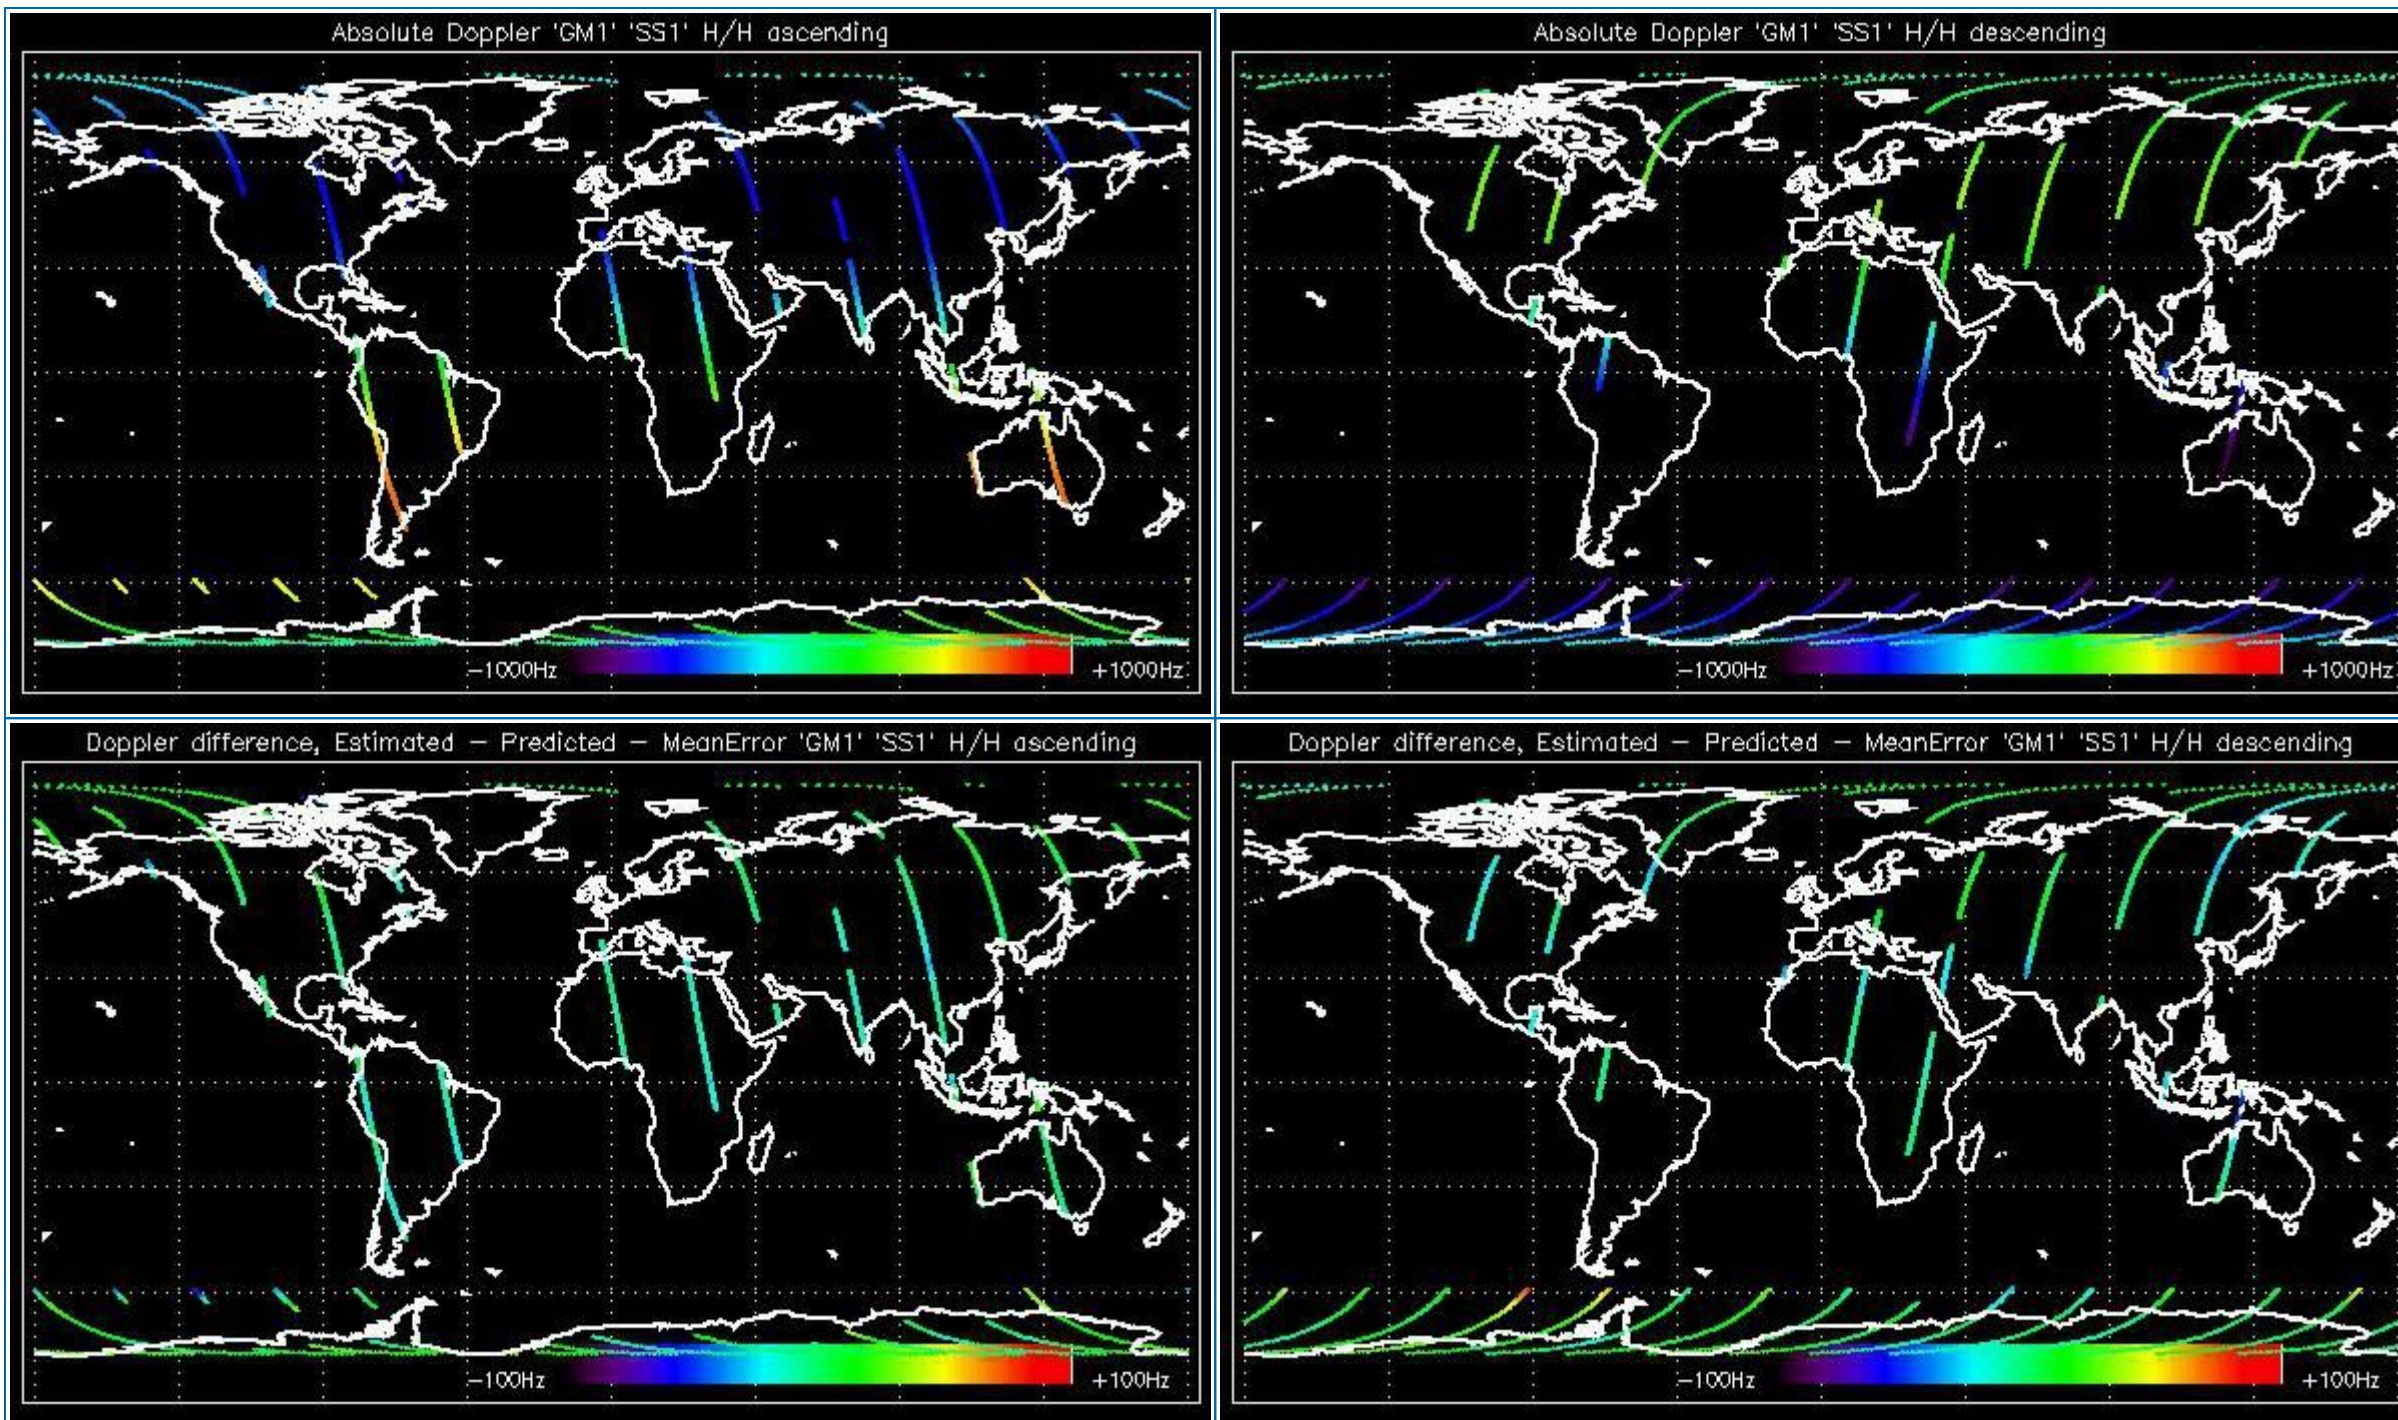 Absolute Doppler 'GM1' 'SS1' H/H ascending
-1000Hz
+1000Hz
Absolute Doppler 'GM1' 'SS1' H/H descending
-1000Hz
+1000Hz
Doppler difference, Estimated - Predicted - MeanError 'GM1' 'SS1' H/H ascending
-100Hz
+100Hz
Doppler difference, Estimated - Predicted - MeanError 'GM1' 'SS1' H/H descending
-100Hz
+100Hz